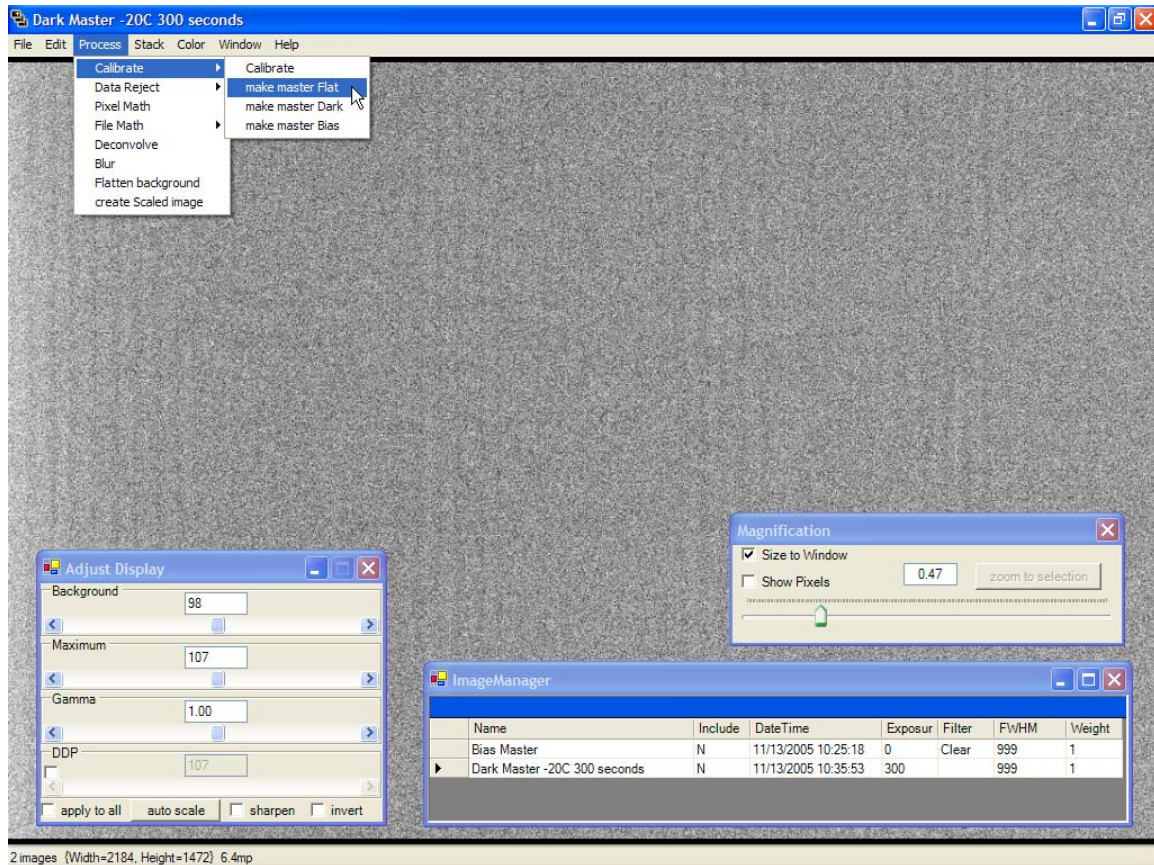 Dark Master -20C 300 seconds
File Edit Process Stack Color Window Help
Calibrate
Data Reject
Pixel Math
File Math
Deconvolve
Blur
Flatten background
create Scaled image
Calibrate
make master Flat
make master Dark
make master Bias
Magnification
Size to Window
Show Pixels
0.47
zoom to selection
Adjust Display
Background
98
Maximum
107
Gamma
1.00
DDP
107
apply to all auto scale sharpen invert
ImageManager
Name Include DateTime Exposur Filter FWHM Weight
Bias Master N 11/13/2005 10:25:18 0 Clear 999 1
Dark Master -20C 300 seconds N 11/13/2005 10:35:53 300 999 1
2 images {Width=2184, Height=1472} 6.4mp